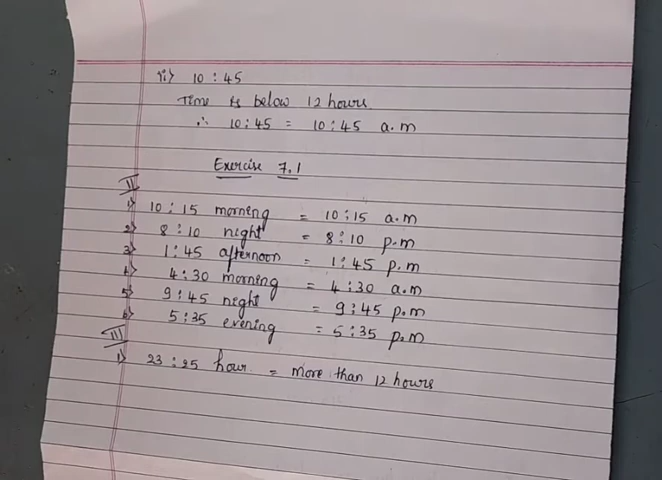 iii) 10 : 45
Time is below 12 hours
∴ 10:45 = 10:45 a.m
Exercise 7.1
II
1) 10 : 15 morning = 10:15 a.m
2) 8 : 10 night = 8:10 p.m
3) 1 : 45 afternoon = 1:45 p.m
4) 4 : 30 morning = 4:30 a.m
5) 9 : 45 night = 9:45 p.m
6) 5 : 35 evening = 5:35 p.m
III
1) 23 : 25 hour = more than 12 hours